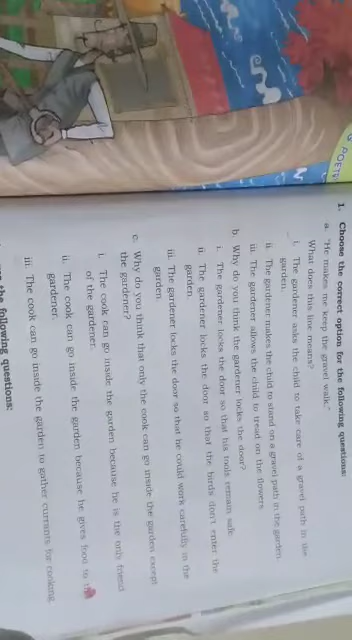 POETR
1. Choose the correct option for the following questions:
a. "He makes me keep the gravel walk."
What does this line means?
i. The gardener asks the child to take care of a gravel path in the
garden.
ii. The gardener makes the child to stand on a gravel path in the garden.
iii. The gardener allows the child to tread on the flowers.
b. Why do you think the gardener locks the door?
i. The gardener locks the door so that his tools remain safe.
ii. The gardener locks the door so that the birds don't enter the
garden.
iii. The gardener locks the door so that he could work carefully in the
garden.
c. Why do you think that only the cook can go inside the garden except
the gardener?
i. The cook can go inside the garden because he is the only friend
of the gardener.
ii. The cook can go inside the garden because he gives food to
gardener.
iii. The cook can go inside the garden to gather currants for cooking.
the following questions: